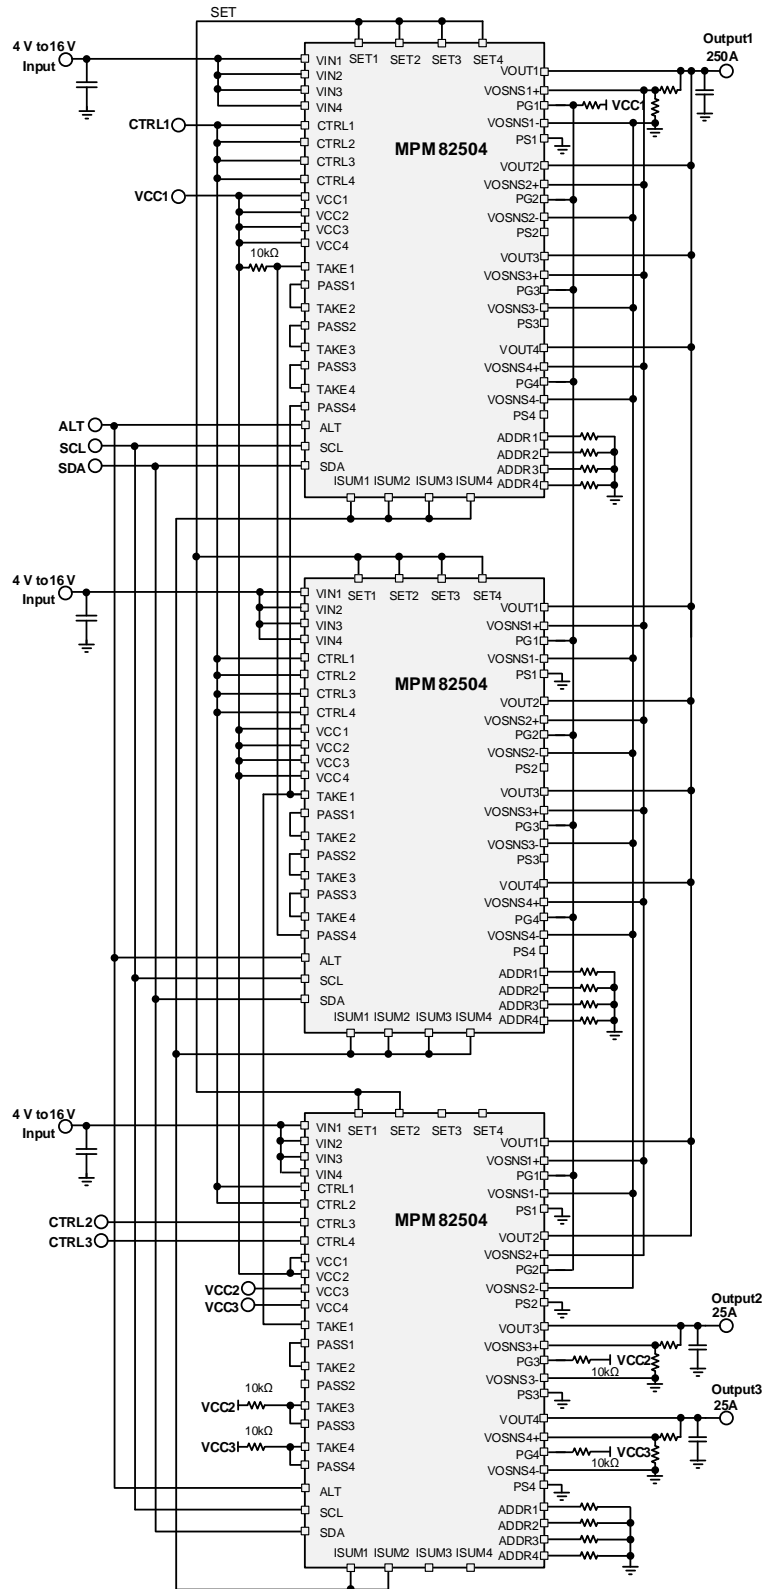 SET
4 V to16V
Input
CTRL1
VCC1
10kΩ
ALT
SCL
SDA
SET1 SET2 SET3 SET4
VIN1
VIN2
VIN3
VIN4
CTRL1
CTRL2
CTRL3
CTRL4
VCC1
VCC2
VCC3
VCC4
TAKE1
PASS1
TAKE2
PASS2
TAKE3
PASS3
TAKE4
PASS4
ALT
SCL
SDA
MPM82504
ISUM1 ISUM2 ISUM3 ISUM4
VOUT1
VOSNS1+
PG1
VOSNS1-
PS1
VOUT2
VOSNS2+
PG2
VOSNS2-
PS2
VOUT3
VOSNS3+
PG3
VOSNS3-
PS3
VOUT4
VOSNS4+
PG4
VOSNS4-
PS4
ADDR1
ADDR2
ADDR3
ADDR4
VCC1
Output1
250A
4 V to16V
Input
SET1 SET2 SET3 SET4
VIN1
VIN2
VIN3
VIN4
CTRL1
CTRL2
CTRL3
CTRL4
VCC1
VCC2
VCC3
VCC4
TAKE1
PASS1
TAKE2
PASS2
TAKE3
PASS3
TAKE4
PASS4
ALT
SCL
SDA
MPM82504
ISUM1 ISUM2 ISUM3 ISUM4
VOUT1
VOSNS1+
PG1
VOSNS1-
PS1
VOUT2
VOSNS2+
PG2
VOSNS2-
PS2
VOUT3
VOSNS3+
PG3
VOSNS3-
PS3
VOUT4
VOSNS4+
PG4
VOSNS4-
PS4
ADDR1
ADDR2
ADDR3
ADDR4
4 V to16V
Input
CTRL2
CTRL3
VCC2
VCC3
10kΩ
VCC2
10kΩ
VCC3
SET1 SET2 SET3 SET4
VIN1
VIN2
VIN3
VIN4
CTRL1
CTRL2
CTRL3
CTRL4
VCC1
VCC2
VCC3
VCC4
TAKE1
PASS1
TAKE2
PASS2
TAKE3
PASS3
TAKE4
PASS4
ALT
SCL
SDA
MPM82504
ISUM1 ISUM2 ISUM3 ISUM4
VOUT1
VOSNS1+
PG1
VOSNS1-
PS1
VOUT2
VOSNS2+
PG2
VOSNS2-
PS2
VOUT3
VOSNS3+
PG3
VOSNS3-
PS3
VOUT4
VOSNS4+
PG4
VOSNS4-
PS4
ADDR1
ADDR2
ADDR3
ADDR4
Output2
25A
VCC2
10kΩ
Output3
25A
VCC3
10kΩ